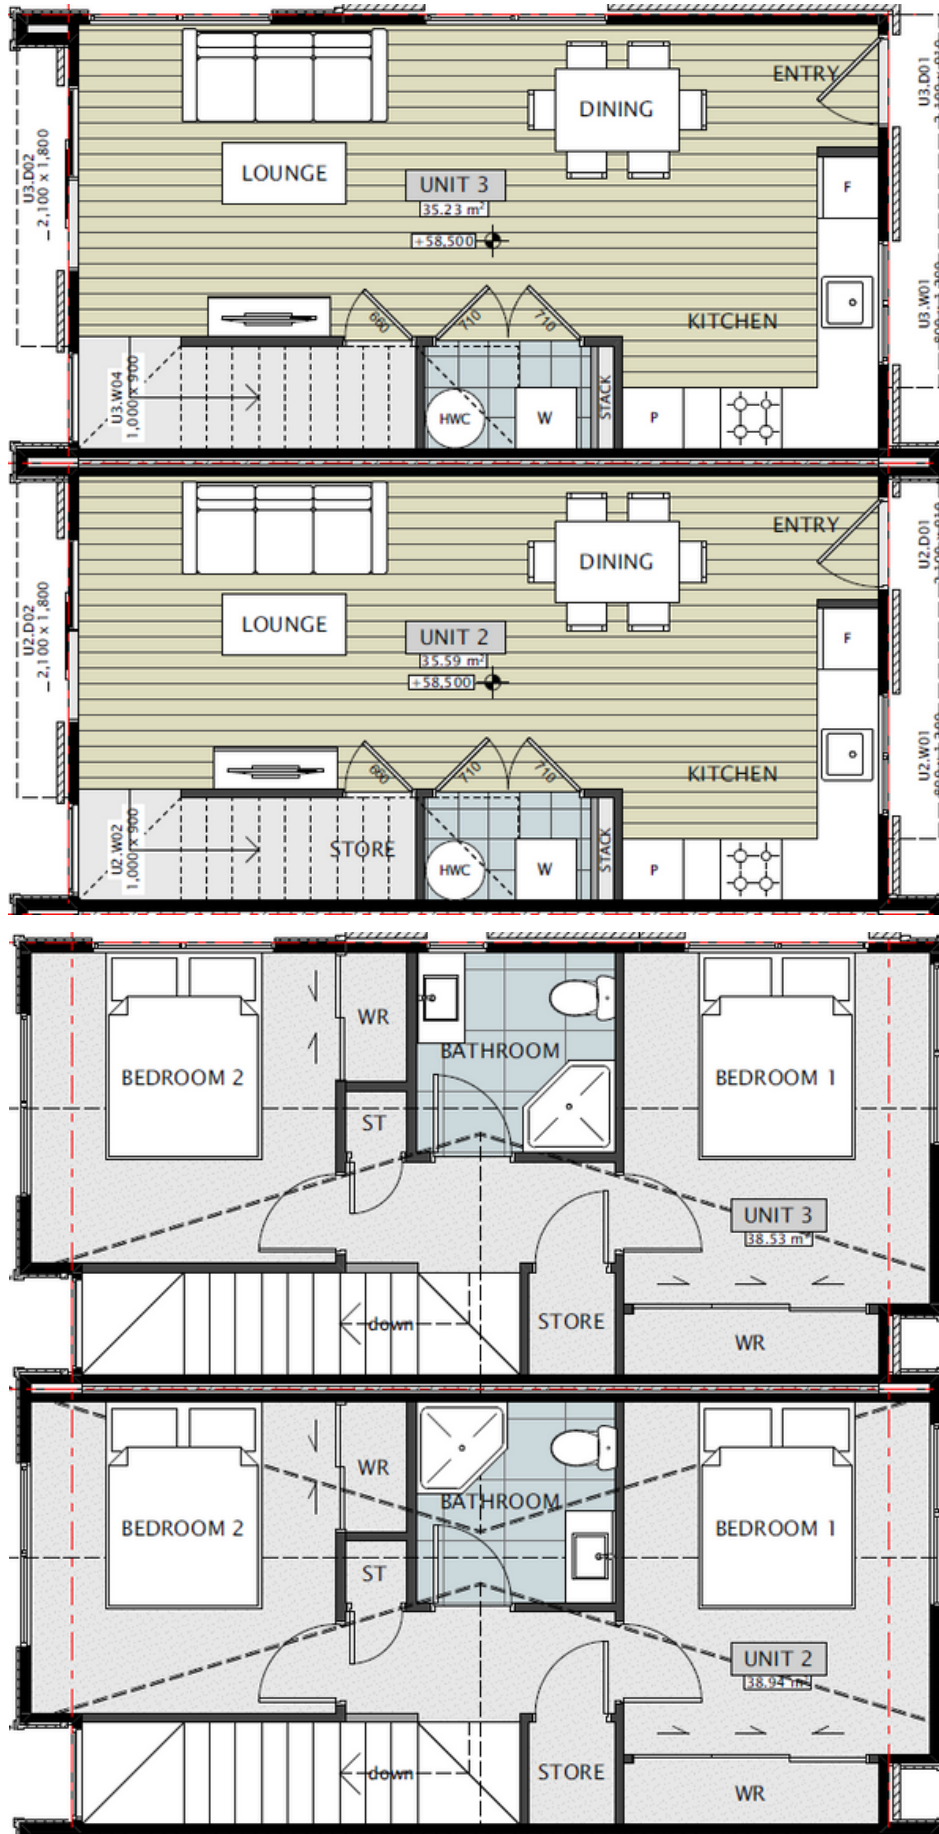 ENTRY
U3.D01
DINING
LOUNGE
U3.D02
2,100 x 1,800
UNIT 3
35.23 m²
+58,500
F
660
710
710
KITCHEN
U3.W01
U3.W04
1,000 x 900
HWC
W
STACK
P
ENTRY
U2.D01
DINING
LOUNGE
U2.D02
2,100 x 1,800
UNIT 2
35.59 m²
+58,500
F
660
710
710
KITCHEN
U2.W01
U2.W02
1,000 x 900
STORE
HWC
W
STACK
P
WR
BATHROOM
BEDROOM 2
BEDROOM 1
ST
UNIT 3
38.53 m²
down
STORE
WR
WR
BATHROOM
BEDROOM 2
BEDROOM 1
ST
UNIT 2
38.94 m²
down
STORE
WR